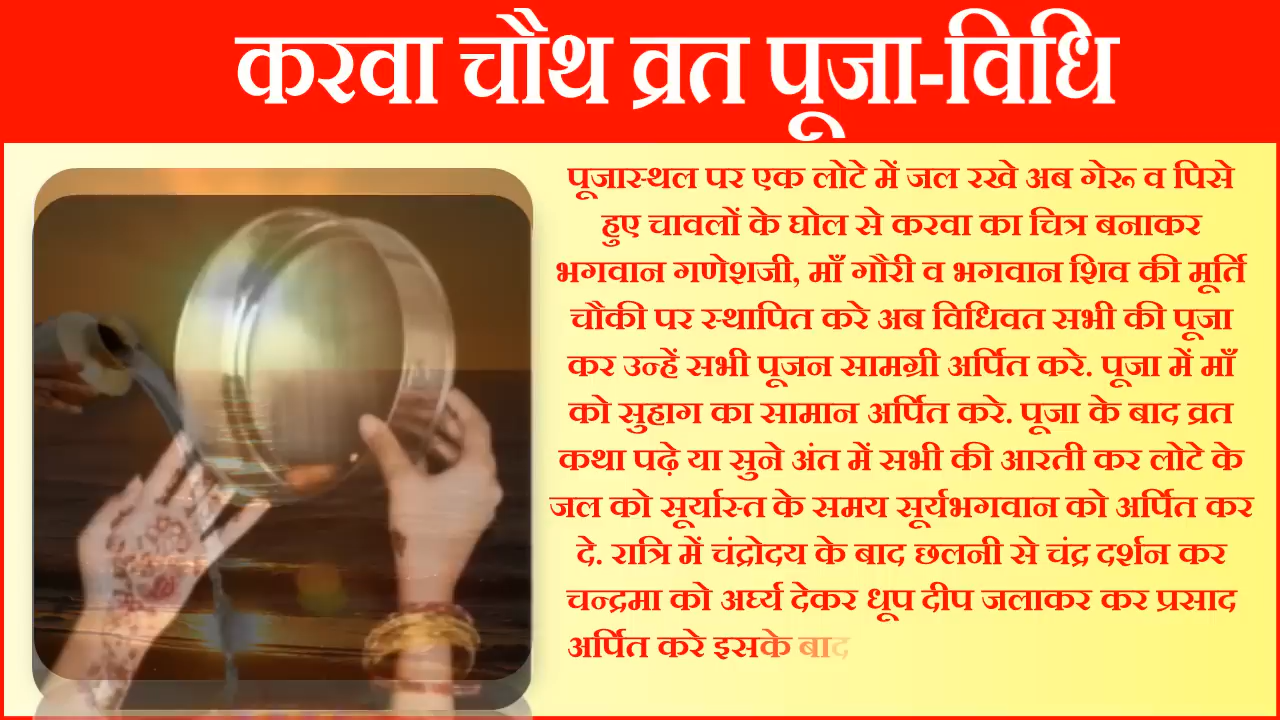 करवा चौथ व्रत पूजा-विधि
पूजास्थल पर एक लोटे में जल रखे अब गेरू व पिसे
हुए चावलों के घोल से करवा का चित्र बनाकर
भगवान गणेशजी, माँ गौरी व भगवान शिव की मूर्ति
चौकी पर स्थापित करे अब विधिवत सभी की पूजा
कर उन्हें सभी पूजन सामग्री अर्पित करे. पूजा में माँ
को सुहाग का सामान अर्पित करे. पूजा के बाद व्रत
कथा पढ़े या सुने अंत में सभी की आरती कर लोटे के
जल को सूर्यास्त के समय सूर्यभगवान को अर्पित कर
दे. रात्रि में चंद्रोदय के बाद छलनी से चंद्र दर्शन कर
चन्द्रमा को अर्घ्य देकर धूप दीप जलाकर कर प्रसाद
अर्पित करे इसके बाद